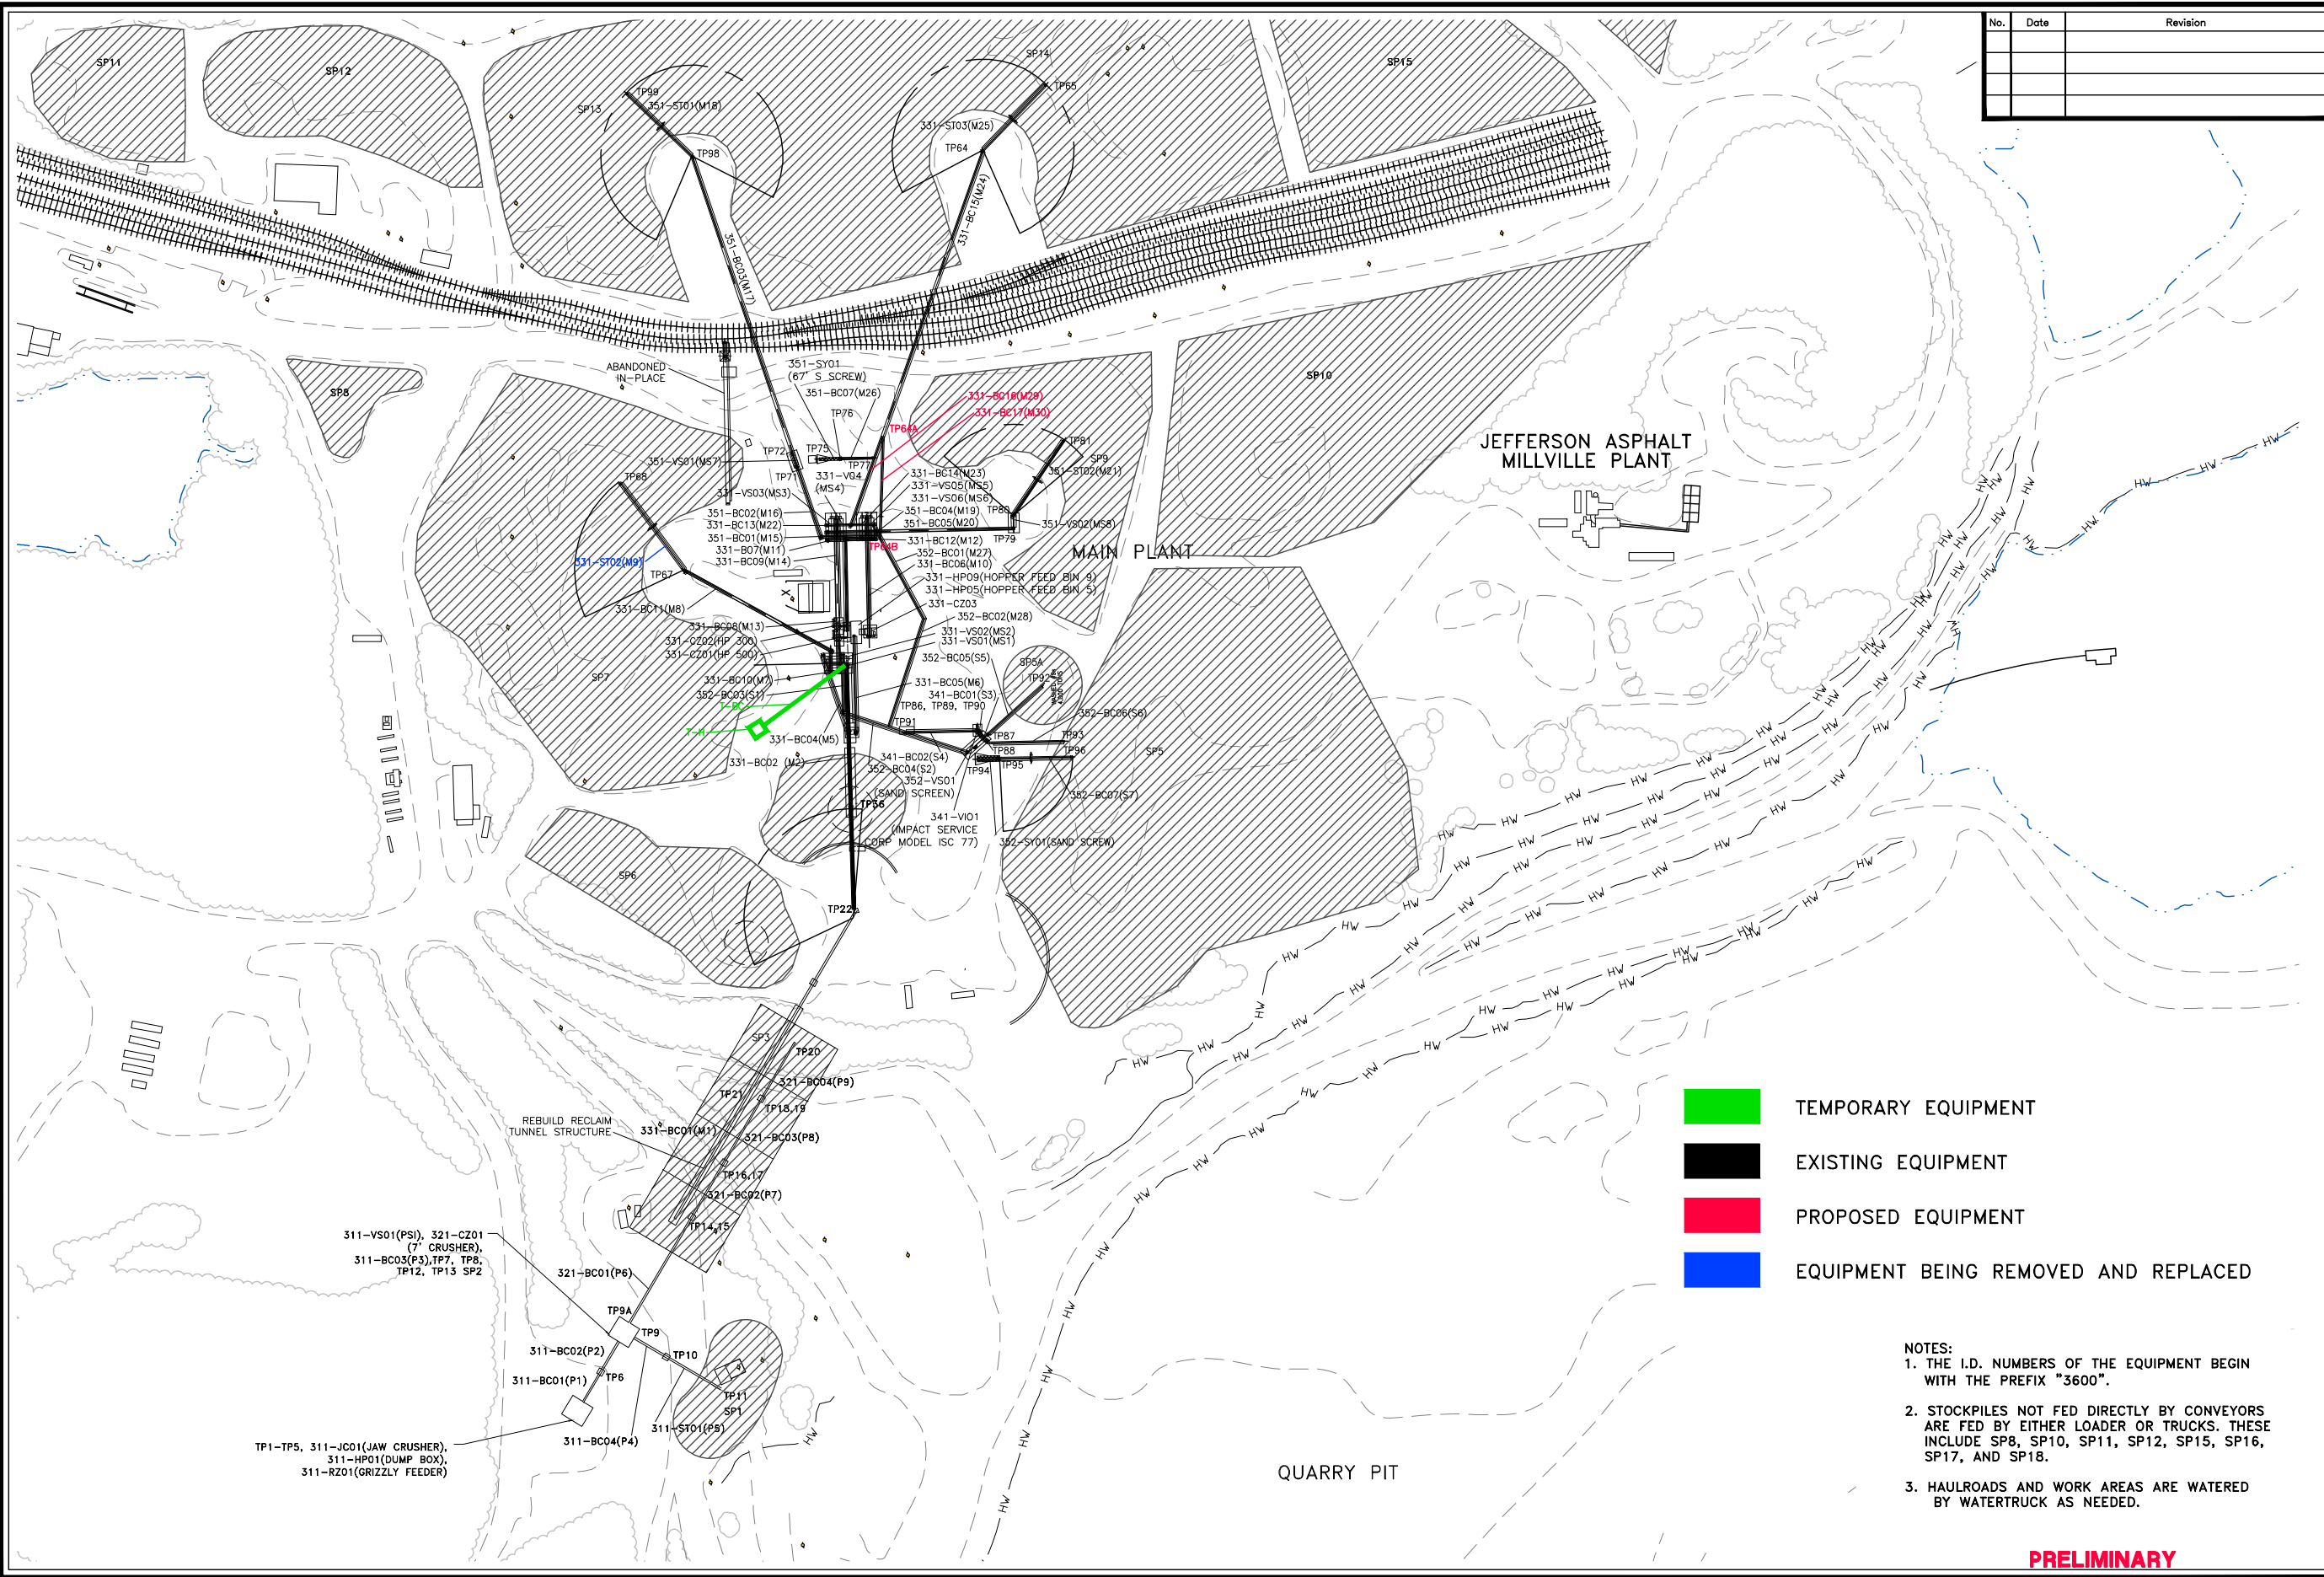 No. Date Revision
SP11
SP12
SP13
SP14
SP15
TP99
351-ST01(M18)
TP98
TP65
331-ST03(M25)
TP64
351-BC03(M17)
331-BC15(M24)
ABANDONED
IN-PLACE
351-SY01
(67' S SCREW)
351-BC07(M26)
TP76
SP8
SP10
331-BC16(M29)
331-BC17(M30)
TP64A
TP81
SP9
351-ST02(M21)
TP72
TP75
TP77
TP71
351-VS01(MS7)
331-V04
(MS4)
TP68
331-VS03(MS3)
351-BC02(M16)
331-BC13(M22)
351-BC01(M15)
331-B07(M11)
331-BC09(M14)
331-BC14(M23)
331-VS05(MS5)
331-VS06(MS6)
351-BC04(M19)
351-BC05(M20)
TP80
351-VS02(MS8)
TP79
TP64B
331-BC12(M12)
352-BC01(M27)
331-BC06(M10)
331-HP09(HOPPER FEED BIN 9)
331-HP05(HOPPER FEED BIN 5)
331-CZ03
352-BC02(M28)
331-VS02(MS2)
331-VS01(MS1)
MAIN PLANT
JEFFERSON ASPHALT
MILLVILLE PLANT
331-ST02(M9)
TP67
331-BC11(M8)
331-BC08(M13)
331-CZ02(HP 300)
331-CZ01(HP 500)
SP7
331-BC10(M7)
352-BC03(S1)
T-BC
T-H
352-BC05(S5)
SP5A
TP92
331-BC05(M6)
341-BC01(S3)
TP86, TP89, TP90
TP91
352-BC06(S6)
TP87
TP93
TP88
TP96
TP94
TP95
SP5
331-BC04(M5)
331-BC02 (M2)
341-BC02(S4)
352-BC04(S2)
352-VS01
(SAND SCREEN)
352-BC07(S7)
TP36
341-VI01
(IMPACT SERVICE
CORP MODEL ISC 77)
352-SY01(SAND SCREW)
SP6
TP22
SP3
TP20
321-BC04(P9)
TP21
TP18,19
REBUILD RECLAIM
TUNNEL STRUCTURE
331-BC01(M1)
321-BC03(P8)
TP16,17
321-BC02(P7)
TP14,15
311-VS01(PSI), 321-CZ01
(7' CRUSHER),
311-BC03(P3),TP7, TP8,
TP12, TP13 SP2
321-BC01(P6)
TP9A
TP9
311-BC02(P2)
TP10
311-BC01(P1)
TP6
TP11
SP1
311-ST01(P5)
311-BC04(P4)
TP1-TP5, 311-JC01(JAW CRUSHER),
311-HP01(DUMP BOX),
311-RZ01(GRIZZLY FEEDER)
QUARRY PIT
HW
TEMPORARY EQUIPMENT
EXISTING EQUIPMENT
PROPOSED EQUIPMENT
EQUIPMENT BEING REMOVED AND REPLACED
NOTES:
1. THE I.D. NUMBERS OF THE EQUIPMENT BEGIN
WITH THE PREFIX "3600".
2. STOCKPILES NOT FED DIRECTLY BY CONVEYORS
ARE FED BY EITHER LOADER OR TRUCKS. THESE
INCLUDE SP8, SP10, SP11, SP12, SP15, SP16,
SP17, AND SP18.
3. HAULROADS AND WORK AREAS ARE WATERED
BY WATERTRUCK AS NEEDED.
PRELIMINARY